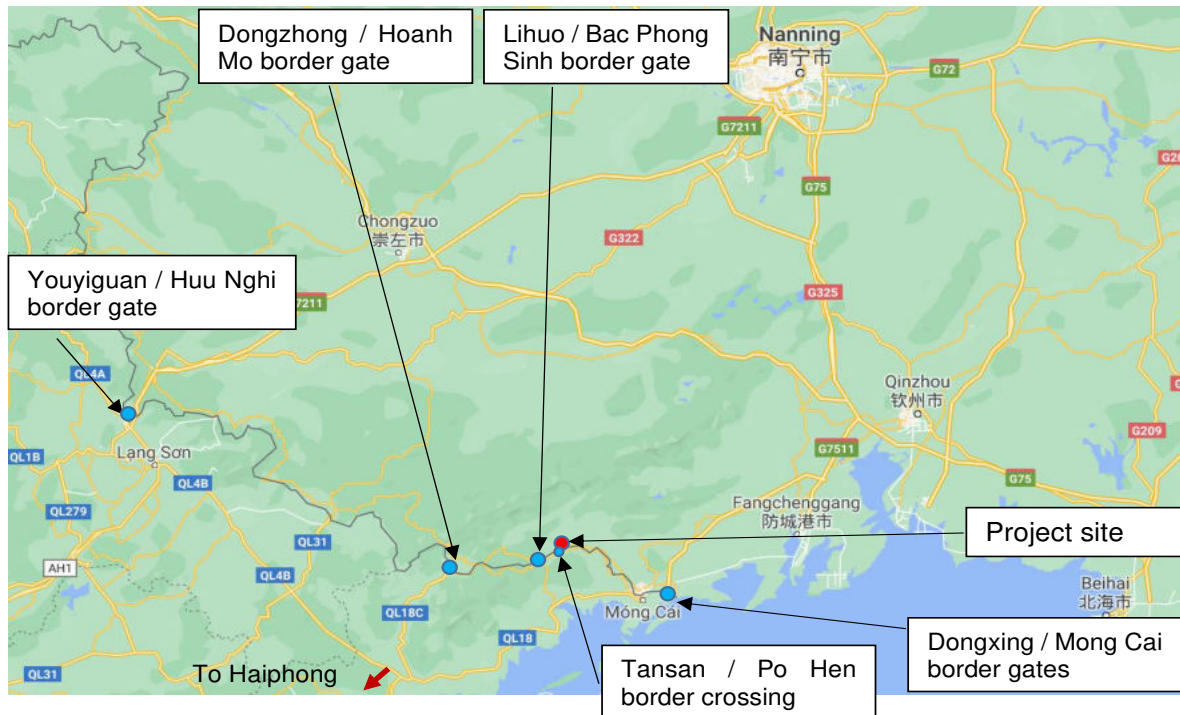 Dongzhong / Hoanh
Mo border gate
Lihuo / Bac Phong
Sinh border gate
Nanning
南宁市
G72
G7211
G75
Chongzuo
崇左市
G322
Youyiguan / Huu Nghi
border gate
7211
G325
QL4A
Qinzhou
钦州市
G209
QL1B
Lạng Sơn
QL4B
G7511
G75
QL279
QL31
Fangchenggang
防城港市
Project site
AH1
QL4B
QL18C
Móng Cái
Beihai
北海市
QL18
QL31
To Haiphong
Tansan / Po Hen
border crossing
Dongxing / Mong Cai
border gates